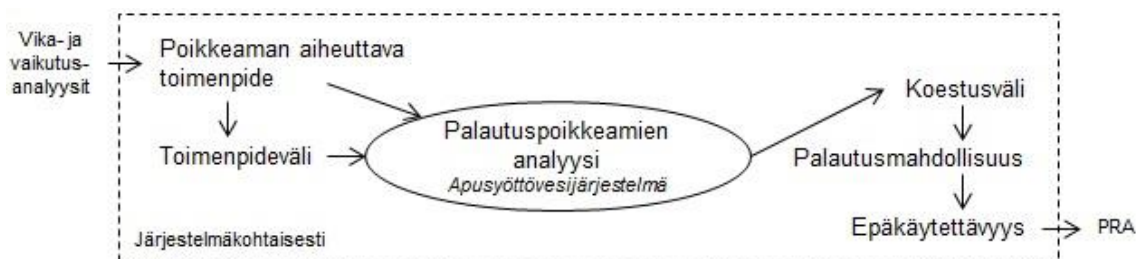 Vika- ja
vaikutus-
analyysit
Poikkeaman aiheuttava
toimenpide
Toimenpideväli
Palautuspoikkeamien
analyysi
Apusyöttövesijärjestelmä
Koestusväli
Palautusmahdollisuus
Epäkäytettävyys
PRA
Järjestelmäkohtaisesti